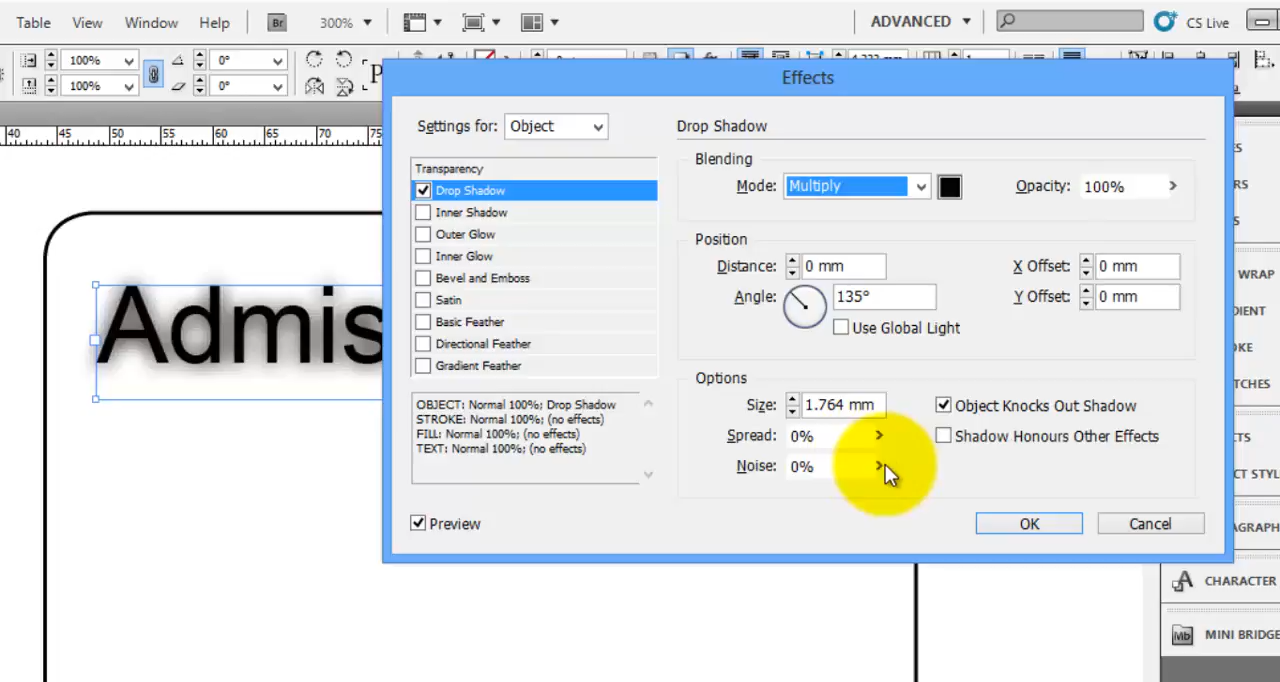 Table View Window Help Br 300% ADVANCED CS Live
100% 0°
100% 0° P
Effects
40 45 50 55 60 65 70 75
Settings for: Object
Transparency
Drop Shadow
Inner Shadow
Outer Glow
Inner Glow
Bevel and Emboss
Satin
Basic Feather
Directional Feather
Gradient Feather
OBJECT: Normal 100%; Drop Shadow
STROKE: Normal 100%; (no effects)
FILL: Normal 100%; (no effects)
TEXT: Normal 100%; (no effects)
Preview
Drop Shadow
Blending
Mode: Multiply Opacity: 100%
Position
Distance: 0 mm X Offset: 0 mm
Angle: 135° Y Offset: 0 mm
Use Global Light
Options
Size: 1.764 mm Object Knocks Out Shadow
Spread: 0% Shadow Honours Other Effects
Noise: 0%
OK Cancel
Admis
WRAP
CHARACTER
Mb MINI BRIDGE